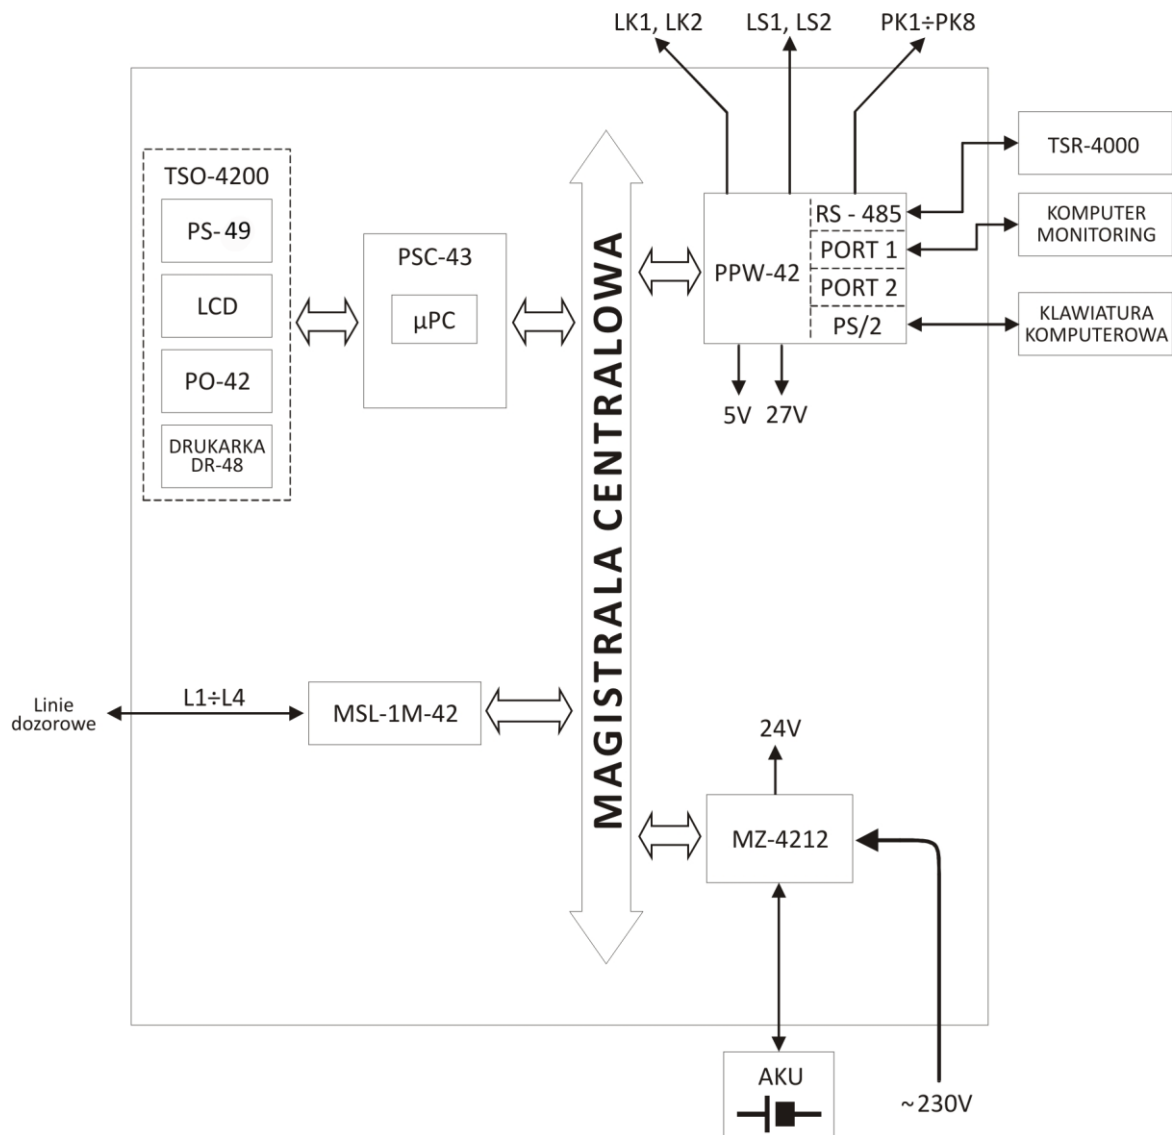 LK1, LK2
LS1, LS2
PK1÷PK8
TSO-4200
PS-49
LCD
PO-42
DRUKARKA
DR-48
PSC-43
µPC
MAGISTRALA CENTRALOWA
PPW-42
RS - 485
PORT 1
PORT 2
PS/2
TSR-4000
KOMPUTER
MONITORING
KLAWIATURA
KOMPUTEROWA
5V
27V
Linie
dozorowe
L1÷L4
MSL-1M-42
24V
MZ-4212
AKU
~230V